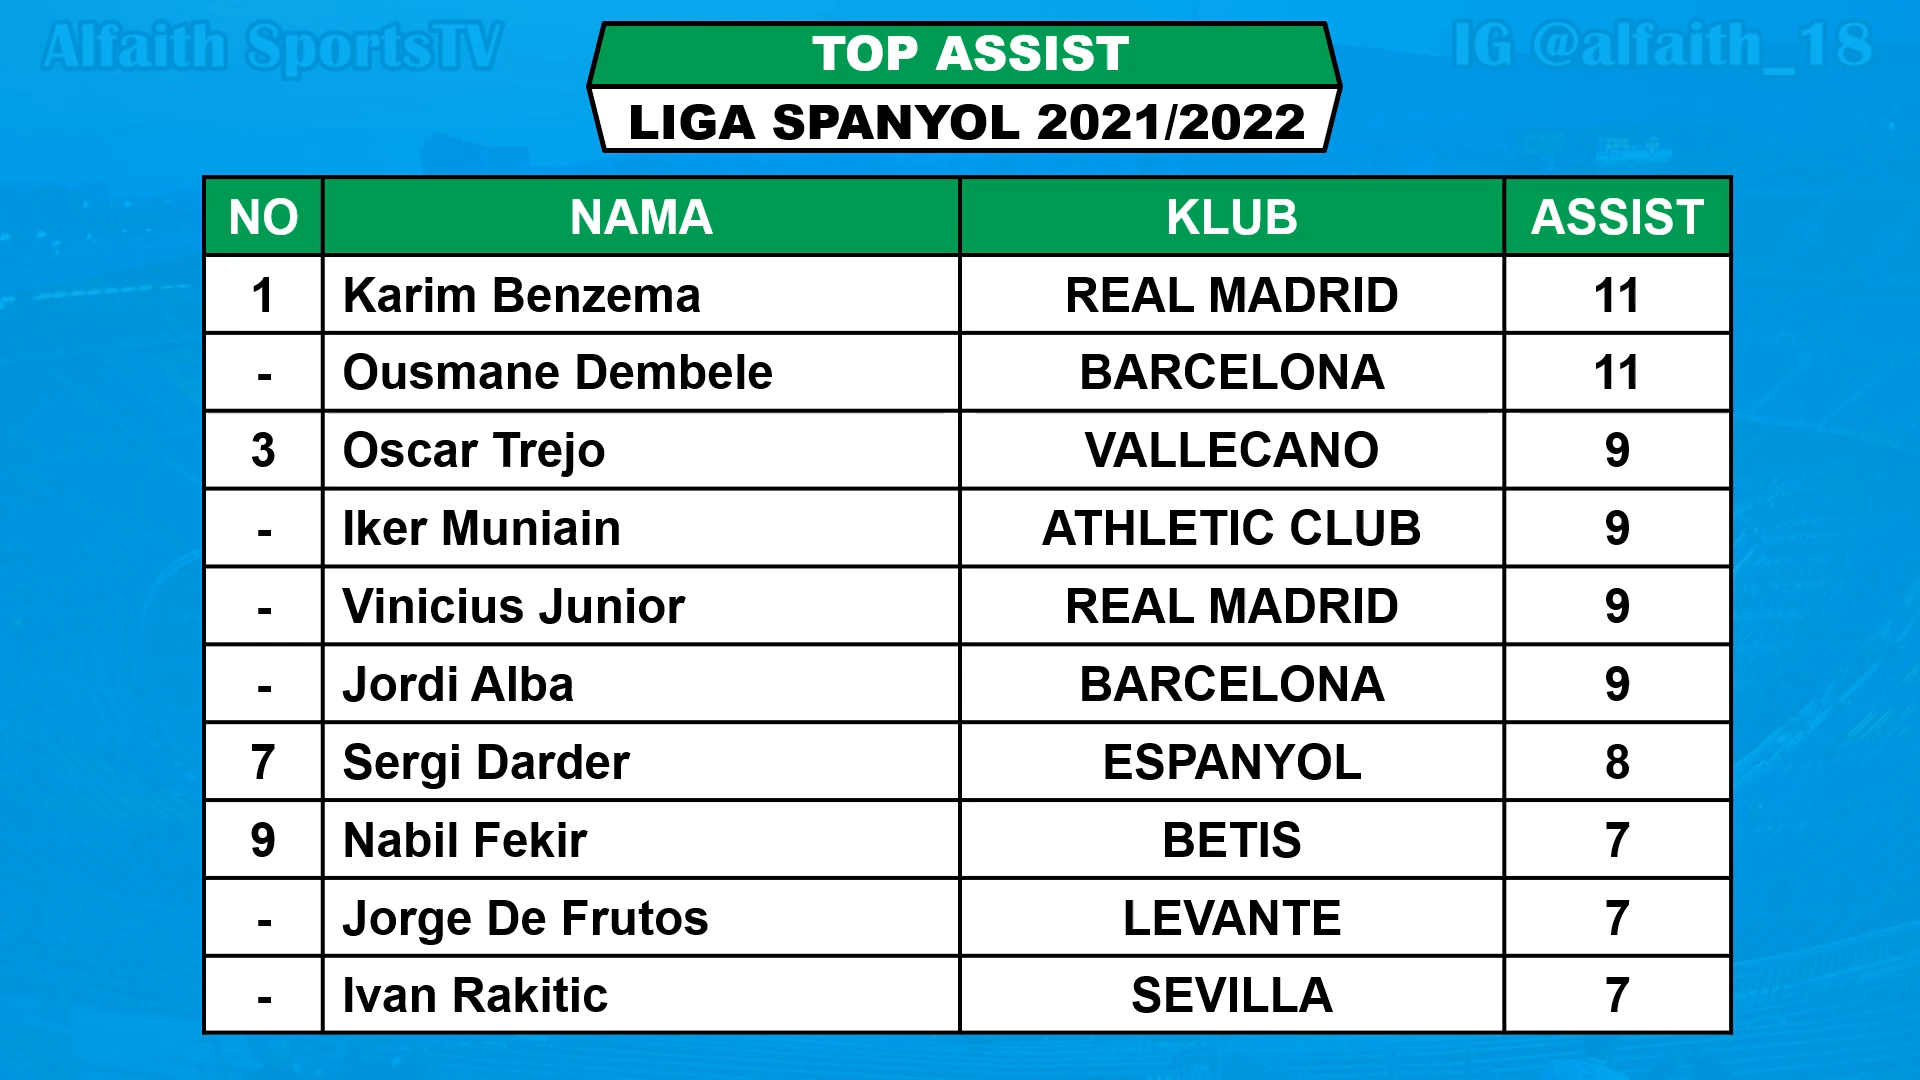 Alfaith SportsTV
TOP ASSIST
IG @alfaith_18
LIGA SPANYOL 2021/2022
NO NAMA KLUB ASSIST
1 Karim Benzema REAL MADRID 11
- Ousmane Dembele BARCELONA 11
3 Oscar Trejo VALLECANO 9
- Iker Muniain ATHLETIC CLUB 9
- Vinicius Junior REAL MADRID 9
- Jordi Alba BARCELONA 9
7 Sergi Darder ESPANYOL 8
9 Nabil Fekir BETIS 7
- Jorge De Frutos LEVANTE 7
- Ivan Rakitic SEVILLA 7